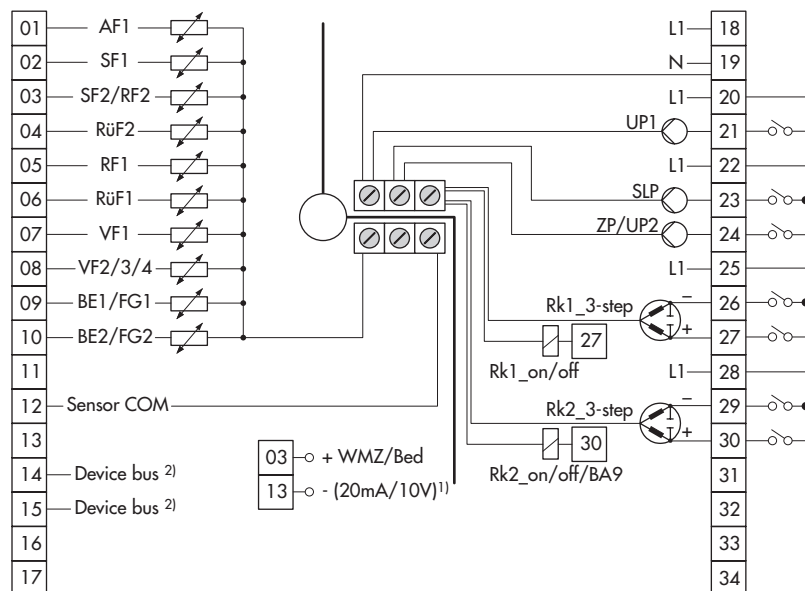 01 AF1
02 SF1
03 SF2/RF2
04 RüF2
05 RF1
06 RüF1
07 VF1
08 VF2/3/4
09 BE1/FG1
10 BE2/FG2
11
12 Sensor COM
13
14 Device bus 2)
15 Device bus 2)
16
17
03 + WMZ/Bed
13 - (20mA/10V)1)
L1 18
N 19
L1 20
UP1 21
L1 22
SLP 23
ZP/UP2 24
L1 25
Rk1_3-step − 26
27 + 27
Rk1_on/off
L1 28
Rk2_3-step − 29
30 + 30
Rk2_on/off/BA9
31
32
33
34